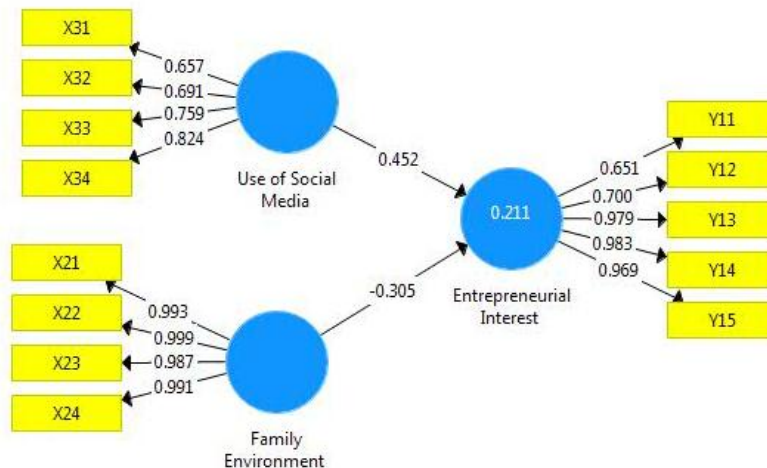 X31
X32
X33
X34
0.657
0.691
0.759
0.824
Use of Social
Media
0.452
X21
X22
X23
X24
0.993
0.999
0.987
0.991
Family
Environment
-0.305
0.211
Entrepreneurial
Interest
0.651
0.700
0.979
0.983
0.969
Y11
Y12
Y13
Y14
Y15